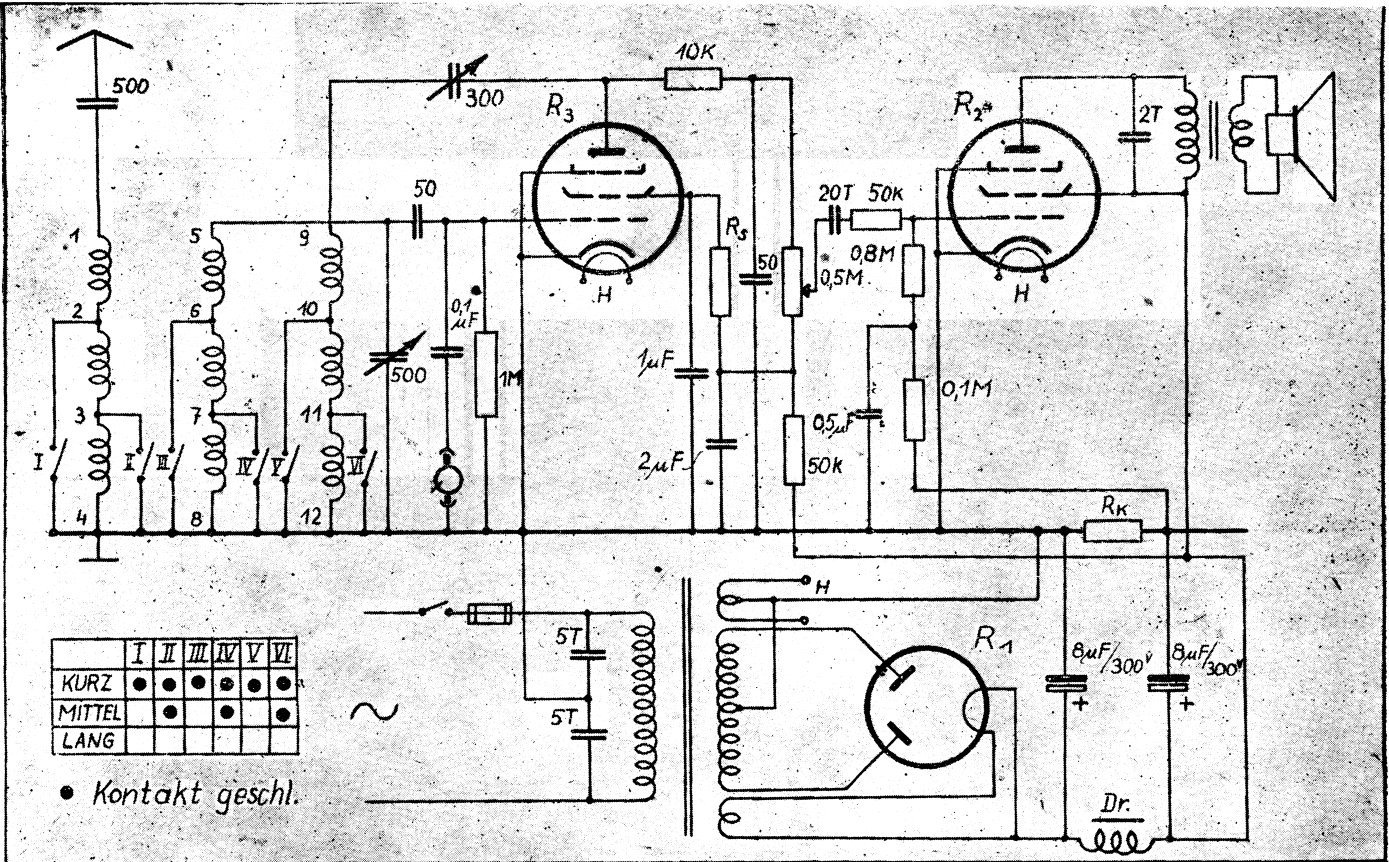 500
300
10K
R3
R2
2T
50
20T
50k
1
5
9
Rs
50
0,8M
0,5M
H
H
2
6
10
0,1
µF
500
1M
1µF
0,1M
3
7
11
0,5µF
I
II
III
IV
V
VI
2µF
50k
4
8
12
RK
H
5T
R1
8µF/300V
8µF/300V
+
+
5T
I II III IV V VI
KURZ
MITTEL
LANG
Kontakt geschl.
Dr.